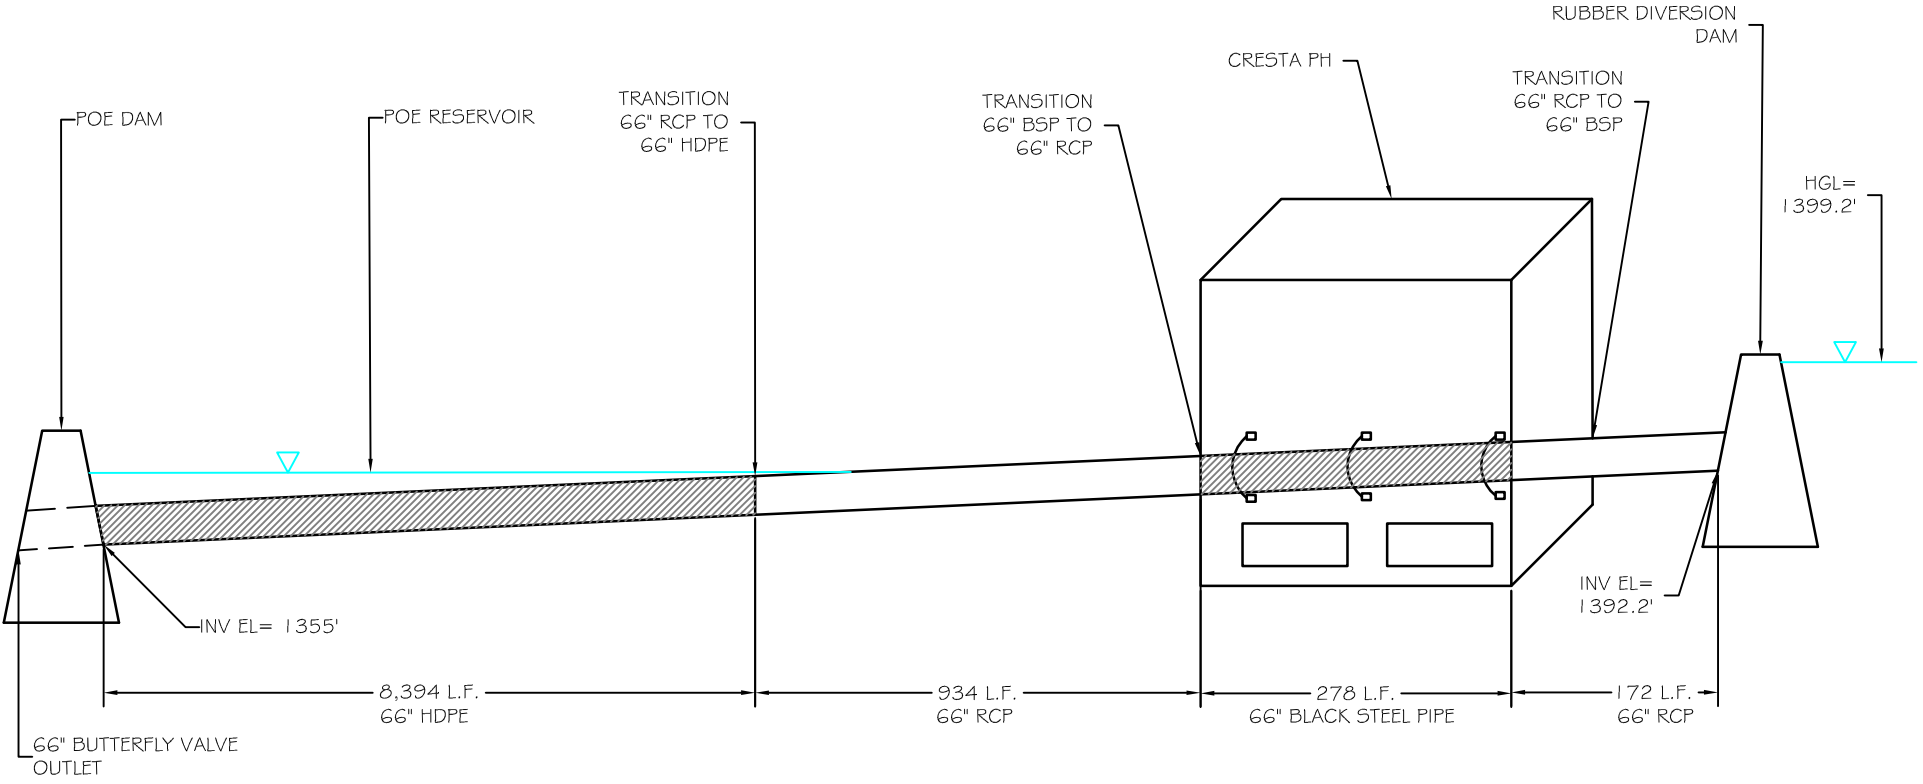 RUBBER DIVERSION
DAM
CRESTA PH
TRANSITION
66" RCP TO
66" BSP
TRANSITION
66" RCP TO
66" HDPE
TRANSITION
66" BSP TO
66" RCP
POE DAM
POE RESERVOIR
HGL=
1399.2'
INV EL= 1355'
INV EL=
1392.2'
8,394 L.F.
66" HDPE
934 L.F.
66" RCP
278 L.F.
66" BLACK STEEL PIPE
172 L.F.
66" RCP
66" BUTTERFLY VALVE
OUTLET